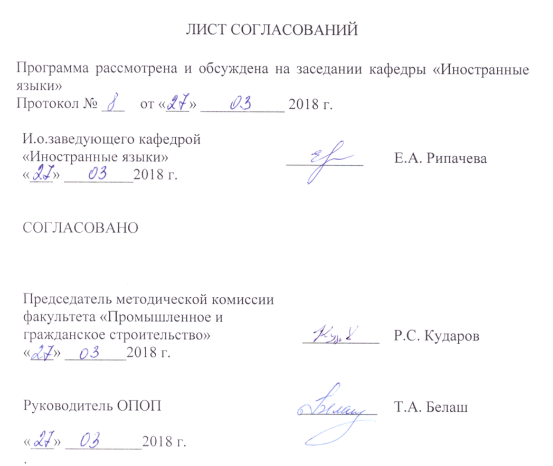 ЛИСТ СОГЛАСОВАНИЙ
Программа рассмотрена и обсуждена на заседании кафедры «Иностранные
языки»
Протокол № 8 от «27» 03 2018 г.
И.о.заведующего кафедрой
«Иностранные языки» Е.А. Рипачева
«27» 03 2018 г.
СОГЛАСОВАНО
Председатель методической комиссии
факультета «Промышленное и
гражданское строительство» Р.С. Кударов
«27» 03 2018 г.
Руководитель ОПОП Белаш Т.А. Белаш
«27» 03 2018 г.